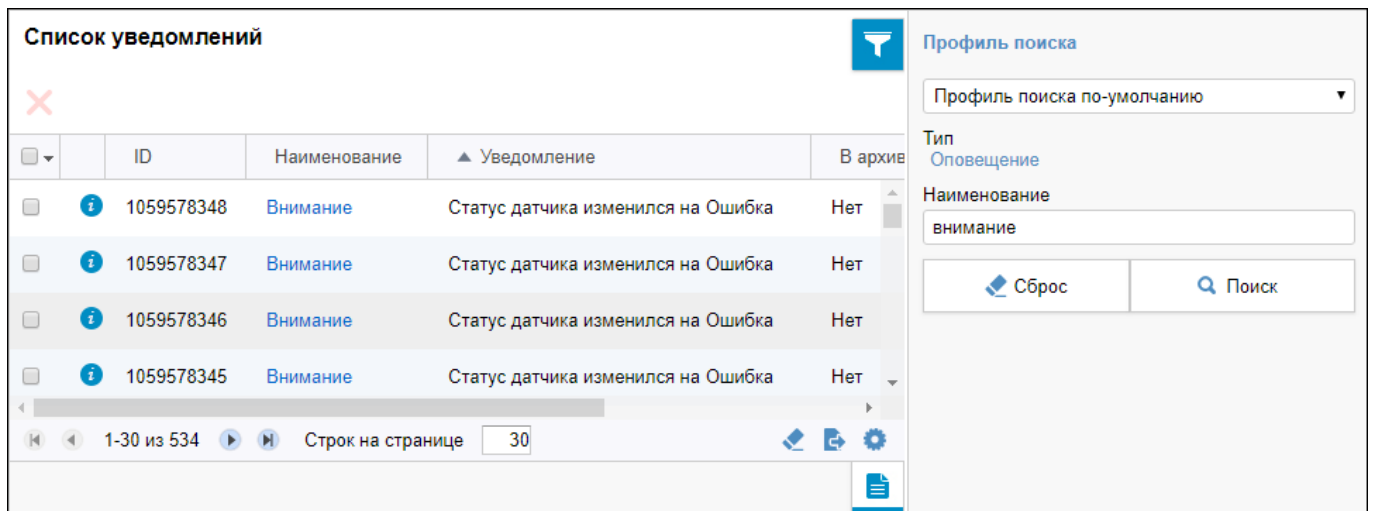 Список уведомлений
ID Наименование Уведомление В архив
1059578348 Внимание Статус датчика изменился на Ошибка Нет
1059578347 Внимание Статус датчика изменился на Ошибка Нет
1059578346 Внимание Статус датчика изменился на Ошибка Нет
1059578345 Внимание Статус датчика изменился на Ошибка Нет
1-30 из 534 Строк на странице 30
Профиль поиска
Профиль поиска по-умолчанию
Тип
Оповещение
Наименование
внимание
Сброс Поиск